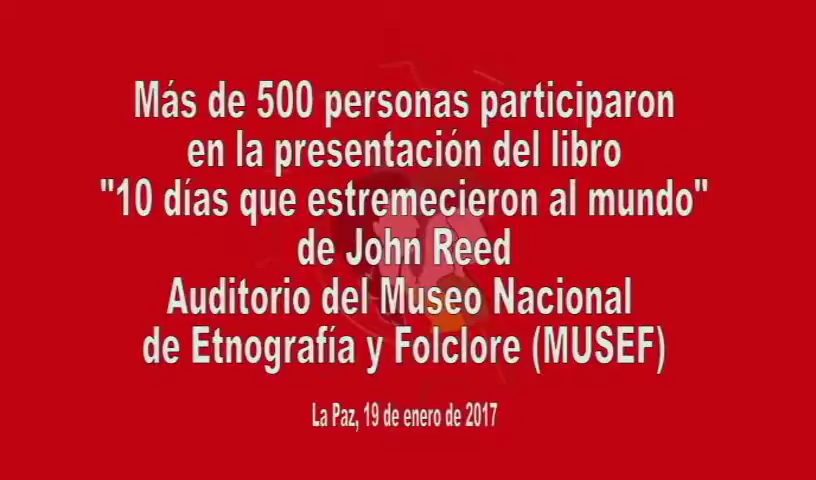 Más de 500 personas participaron
en la presentación del libro
"10 días que estremecieron al mundo"
de John Reed
Auditorio del Museo Nacional
de Etnografía y Folclore (MUSEF)
La Paz, 19 de enero de 2017